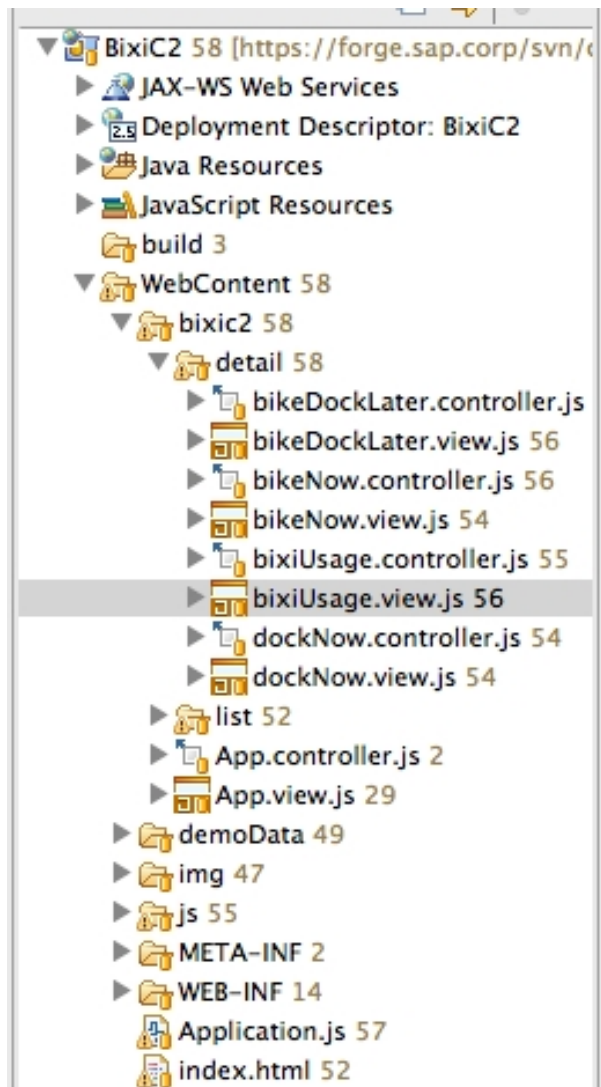 BixiC2 58 [https://forge.sap.corp/svn/
JAX-WS Web Services
2.5 Deployment Descriptor: BixiC2
Java Resources
JavaScript Resources
build 3
WebContent 58
bixic2 58
detail 58
bikeDockLater.controller.js
bikeDockLater.view.js 56
bikeNow.controller.js 56
bikeNow.view.js 54
bixiUsage.controller.js 55
bixiUsage.view.js 56
dockNow.controller.js 54
dockNow.view.js 54
list 52
App.controller.js 2
App.view.js 29
demoData 49
img 47
js 55
META-INF 2
WEB-INF 14
Application.js 57
index.html 52